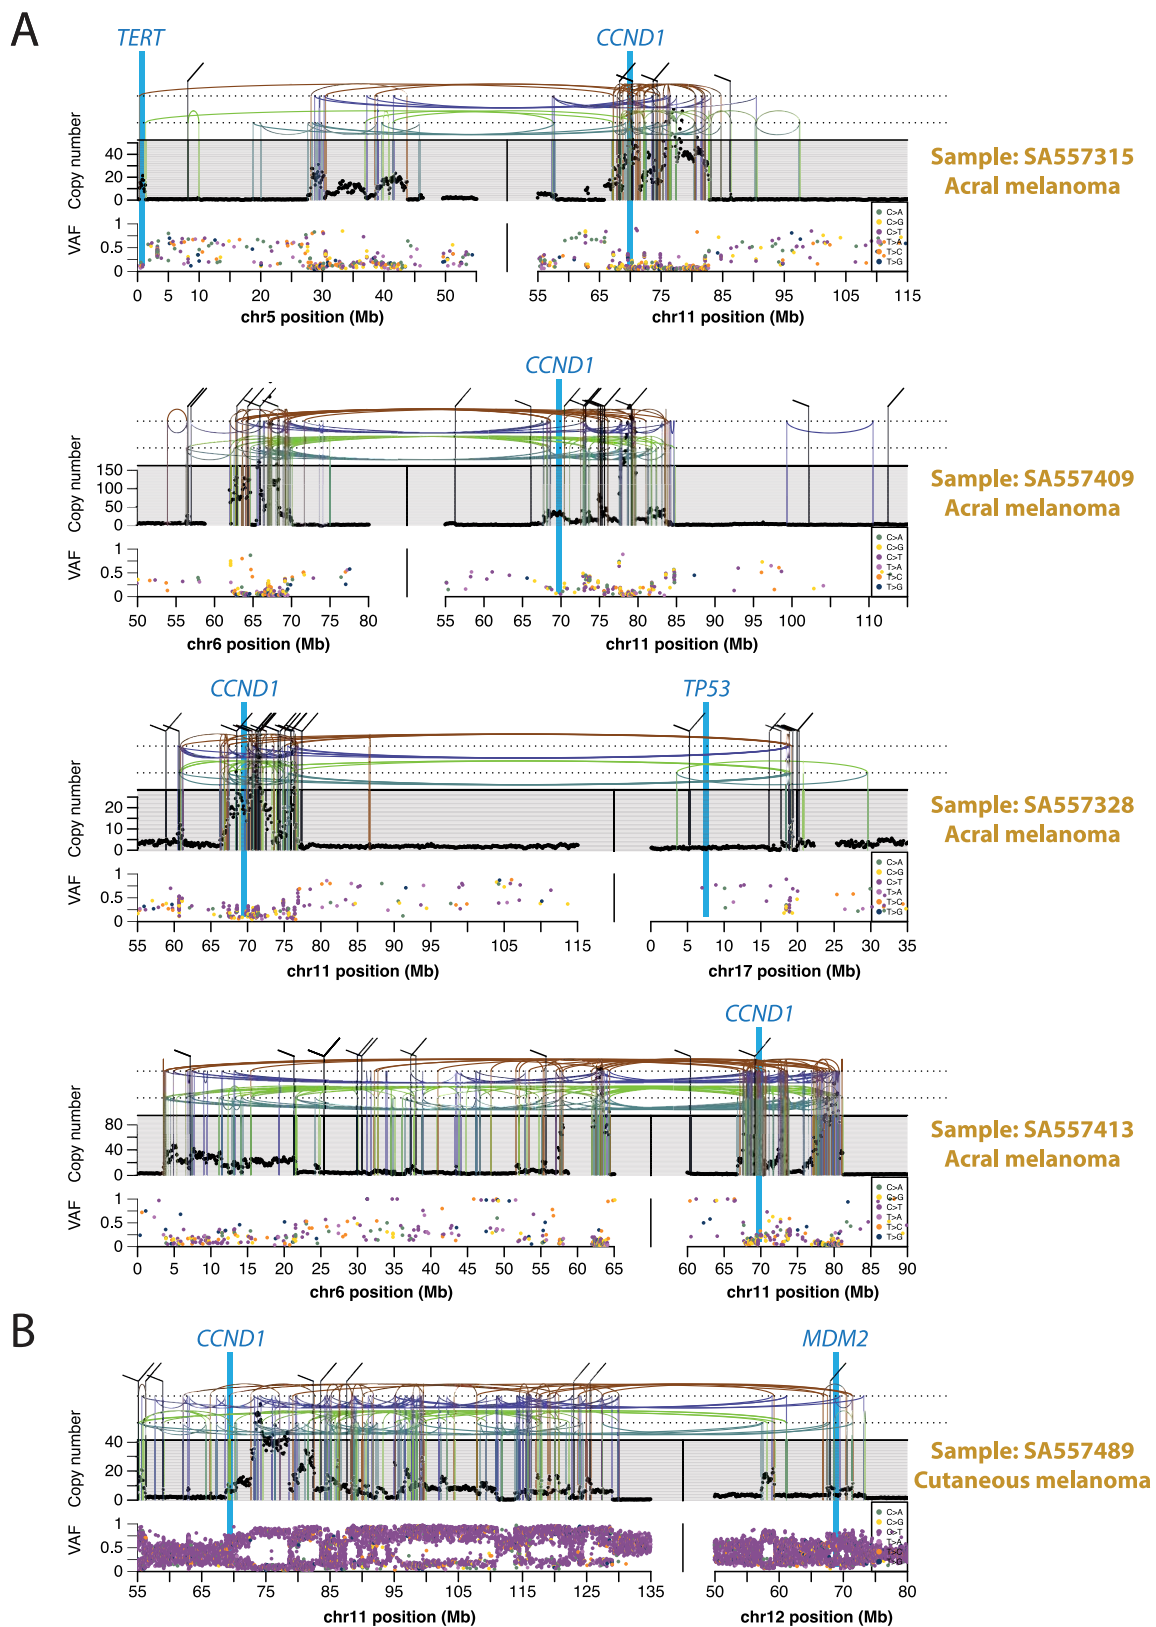 A
TERT CCND1
Copy number
40
20
0
Sample: SA557315
Acral melanoma
VAF
1
0.5
0
C>A
C>G
C>T
T>A
T>C
T>G
0 5 10 20 30 40 50
55 65 75 85 95 105 115
chr5 position (Mb) chr11 position (Mb)
CCND1
Copy number
150
100
50
0
Sample: SA557409
Acral melanoma
VAF
1
0.5
0
C>A
C>G
C>T
T>A
T>C
T>G
50 55 60 65 70 75 80
55 60 65 70 75 80 85 90 100 110
chr6 position (Mb) chr11 position (Mb)
CCND1 TP53
Copy number
20
10
0
Sample: SA557328
Acral melanoma
VAF
1
0.5
0
C>A
C>G
C>T
T>A
T>C
T>G
55 60 65 70 75 80 85 90 95 105 115
0 5 10 15 20 25 30 35
chr11 position (Mb) chr17 position (Mb)
CCND1
Copy number
80
40
0
Sample: SA557413
Acral melanoma
VAF
1
0.5
0
C>A
C>G
C>T
T>A
T>C
T>G
0 5 10 15 20 25 30 35 40 45 50 55 60 65
60 65 70 75 80 85 90
chr6 position (Mb) chr11 position (Mb)
B
CCND1 MDM2
Copy number
40
20
0
Sample: SA557489
Cutaneous melanoma
VAF
1
0.5
0
C>A
C>G
C>T
T>A
T>C
T>G
55 65 75 85 95 105 115 125 135
50 60 70 80
chr11 position (Mb) chr12 position (Mb)